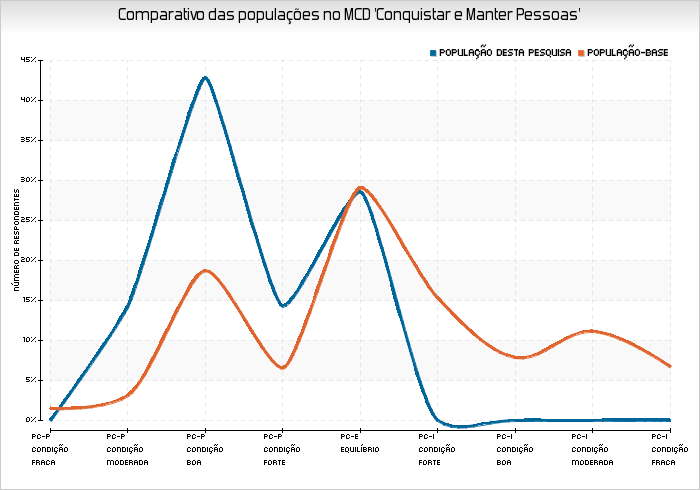 Comparativo das populações no MCD 'Conquistar e Manter Pessoas'
POPULAÇÃO DESTA PESQUISA POPULAÇÃO-BASE
45%
40%
35%
30%
25%
20%
15%
10%
5%
0%
NÚMERO DE RESPONDENTES
PC-P PC-P PC-P PC-P PC-E PC-I PC-I PC-I PC-I
CONDIÇÃO CONDIÇÃO CONDIÇÃO CONDIÇÃO EQUILÍBRIO CONDIÇÃO CONDIÇÃO CONDIÇÃO CONDIÇÃO
FRACA MODERADA BOA FORTE FORTE BOA MODERADA FRACA